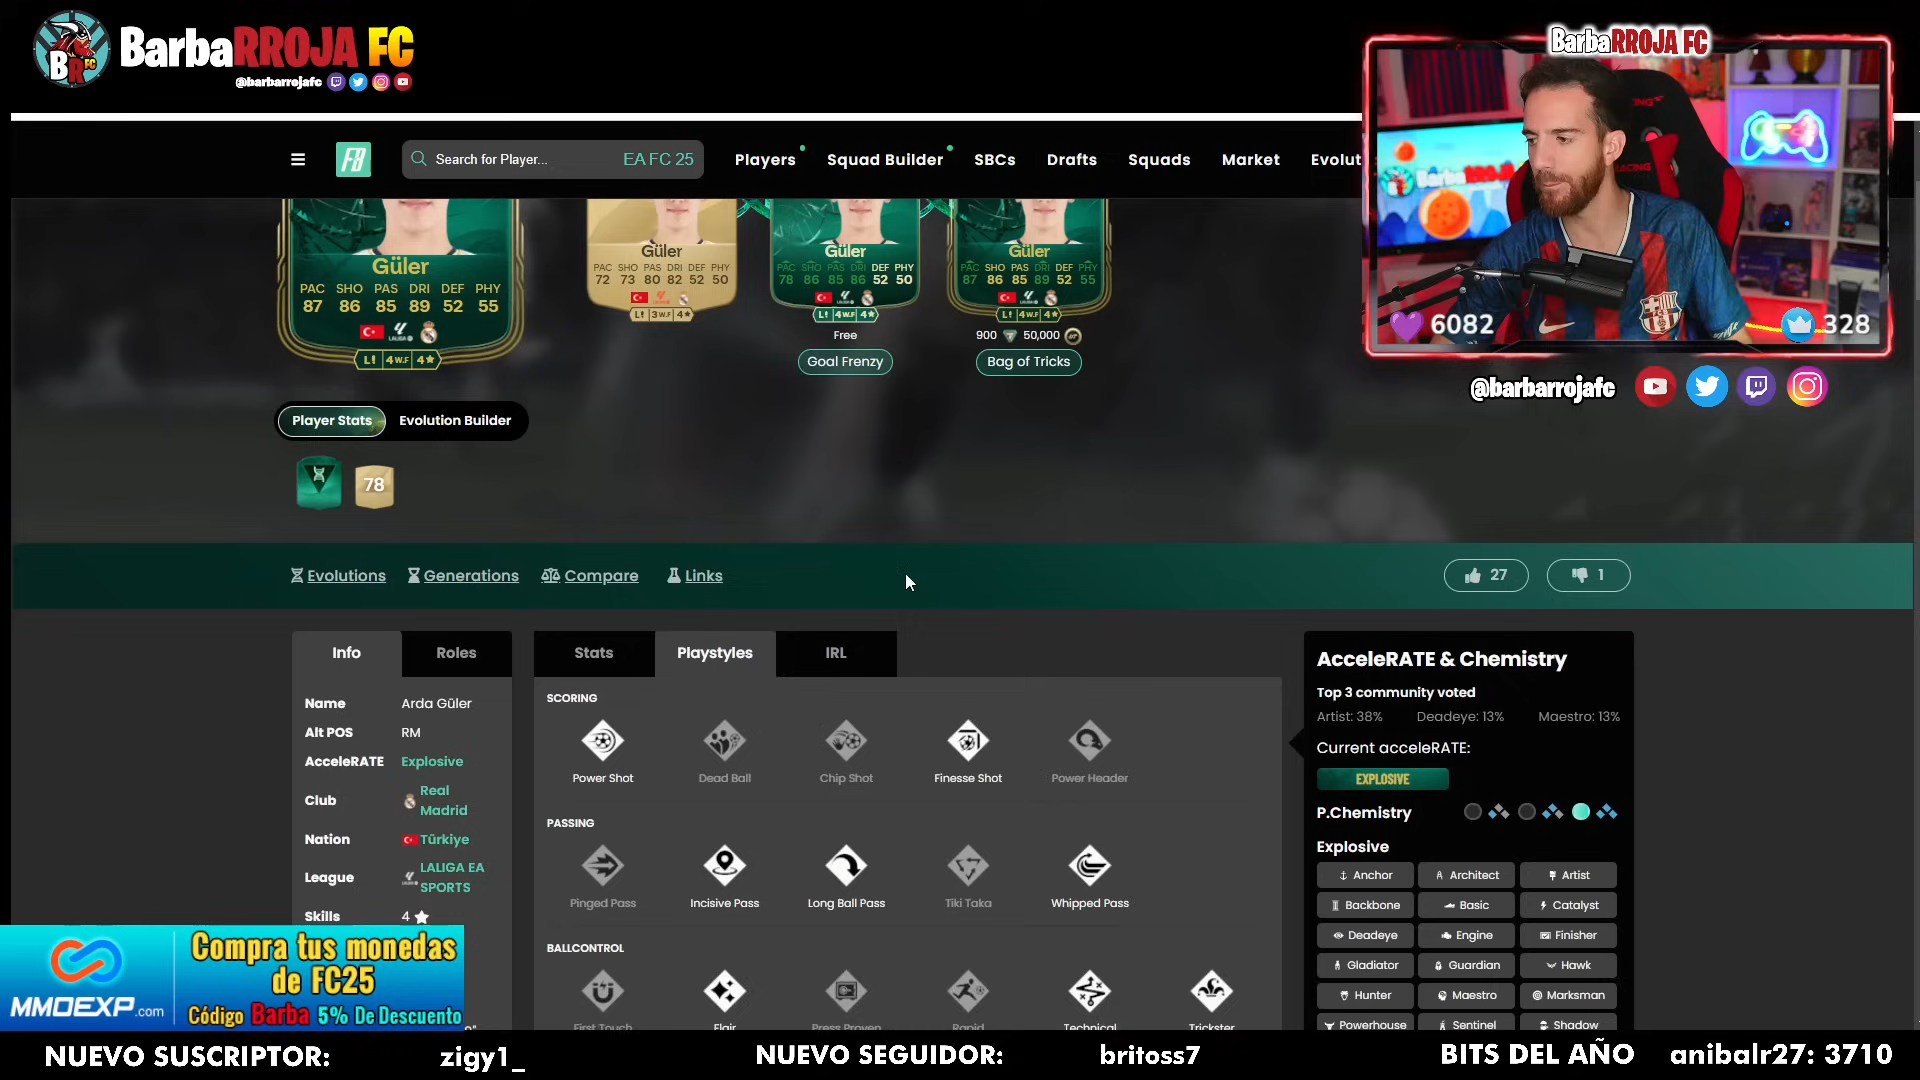 BarbaRROJA FC
@barbarrojafc
BR FC
BarbaRROJA FC
Search for Player... EA FC 25
Players Squad Builder SBCs Drafts Squads Market Evolut
Güler
PAC SHO PAS DRI DEF PHY
87 86 85 89 52 55
L! 4 W.F 4★
Güler
PAC SHO PAS DRI DEF PHY
72 73 80 82 52 50
L! 3 W.F 4★
Güler
PAC SHO PAS DRI DEF PHY
78 86 85 86 52 50
L! 4 W.F 4★
Free
Goal Frenzy
Güler
PAC SHO PAS DRI DEF PHY
87 86 85 89 52 55
L! 4 W.F 4★
900 50,000
Bag of Tricks
6082
328
@barbarrojafc
Player Stats Evolution Builder
78
Evolutions Generations Compare Links
27 1
Info Roles
Name Arda Güler
Alt POS RM
AcceleRATE Explosive
Club Real Madrid
Nation Türkiye
League LALIGA EA SPORTS
Skills 4 ★
Stats Playstyles IRL
SCORING
Power Shot Dead Ball Chip Shot Finesse Shot Power Header
PASSING
Pinged Pass Incisive Pass Long Ball Pass Tiki Taka Whipped Pass
BALLCONTROL
First Touch Flair Press Proven Rapid Technical Trickster
AcceleRATE & Chemistry
Top 3 community voted
Artist: 38% Deadeye: 13% Maestro: 13%
Current acceleRATE:
EXPLOSIVE
P.Chemistry
Explosive
Anchor Architect Artist
Backbone Basic Catalyst
Deadeye Engine Finisher
Gladiator Guardian Hawk
Hunter Maestro Marksman
Powerhouse Sentinel Shadow
MMOEXP.com
Compra tus monedas
de FC25
Código Barba 5% De Descuento
NUEVO SUSCRIPTOR: zigy1_ NUEVO SEGUIDOR: britoss7 BITS DEL AÑO anibalr27: 3710